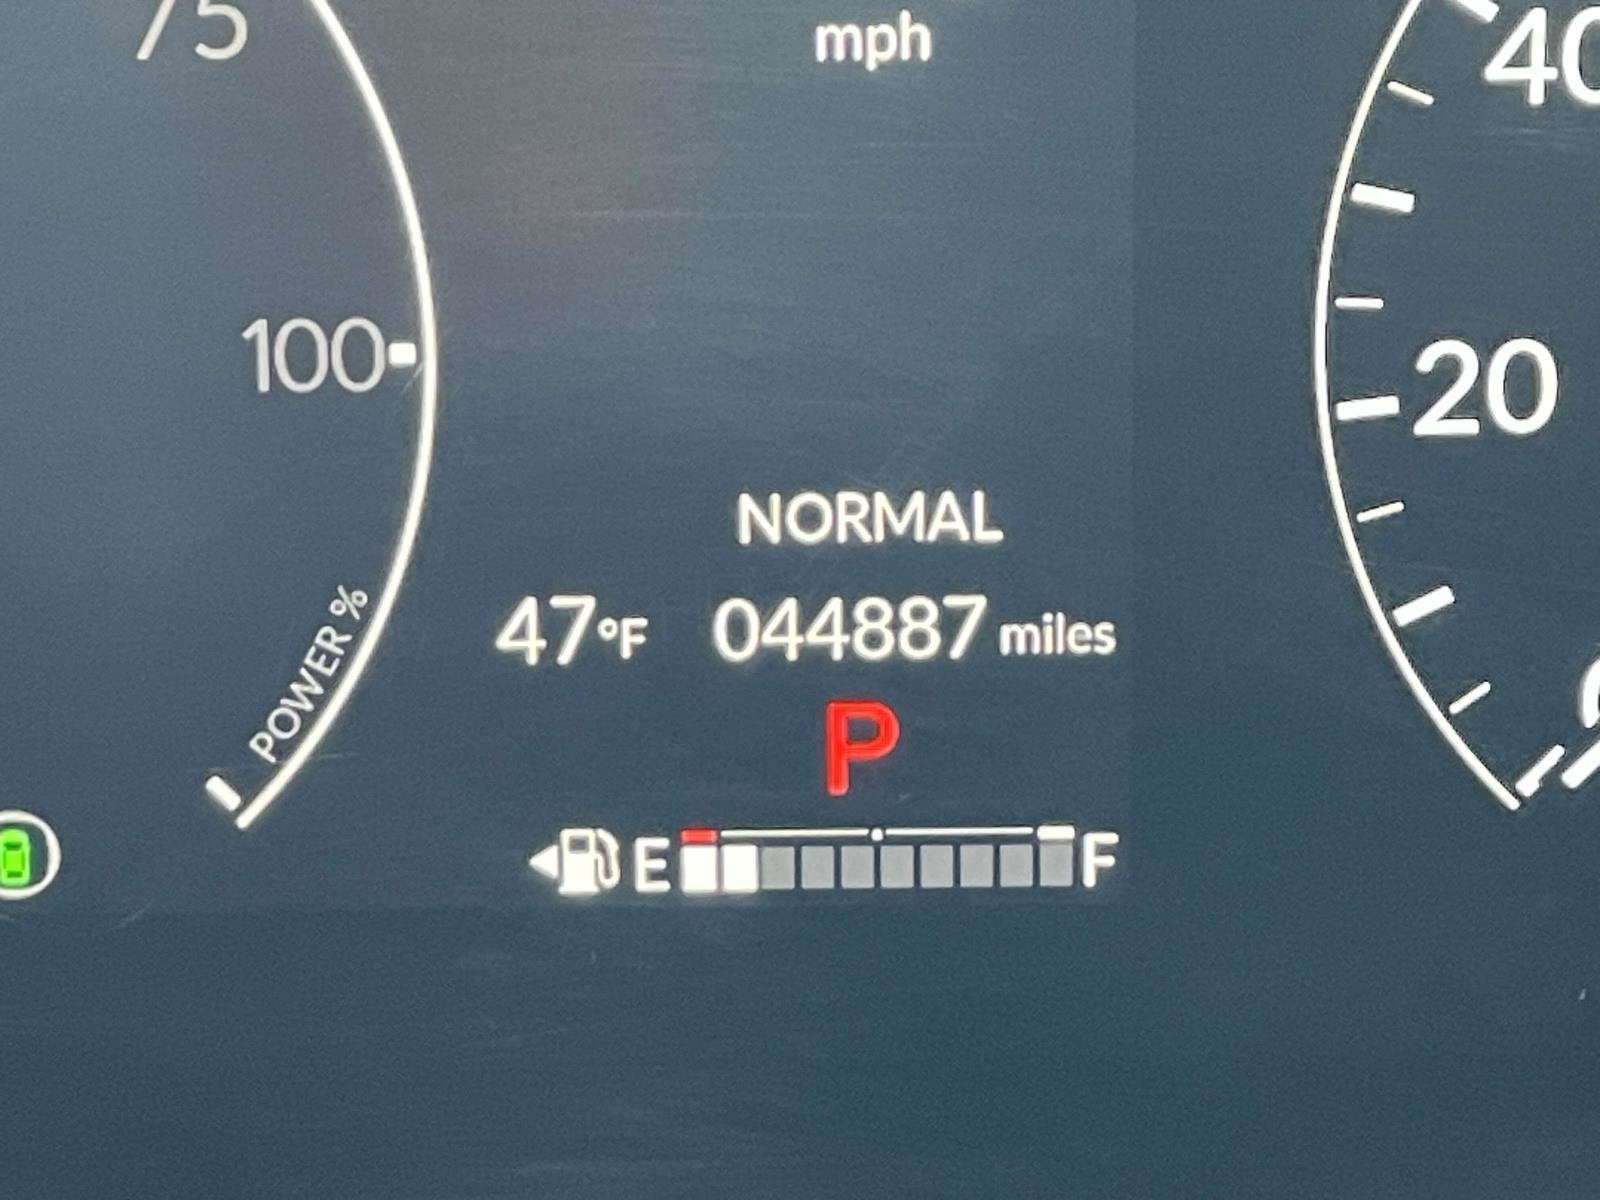 75
mph
40
100
20
NORMAL
POWER %
47°F 044887 miles
P
E F